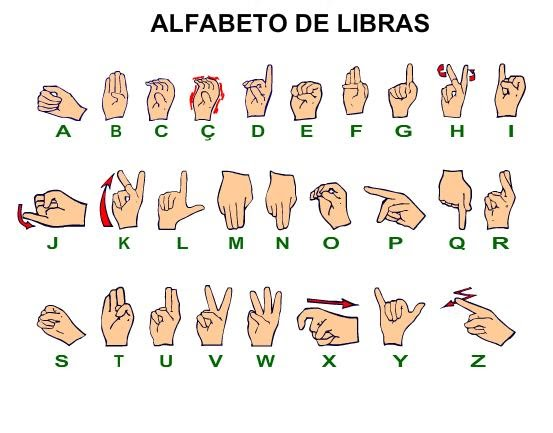 ALFABETO DE LIBRAS
A B C Ç D E F G H I
J K L M N O P Q R
S T U V W X Y Z